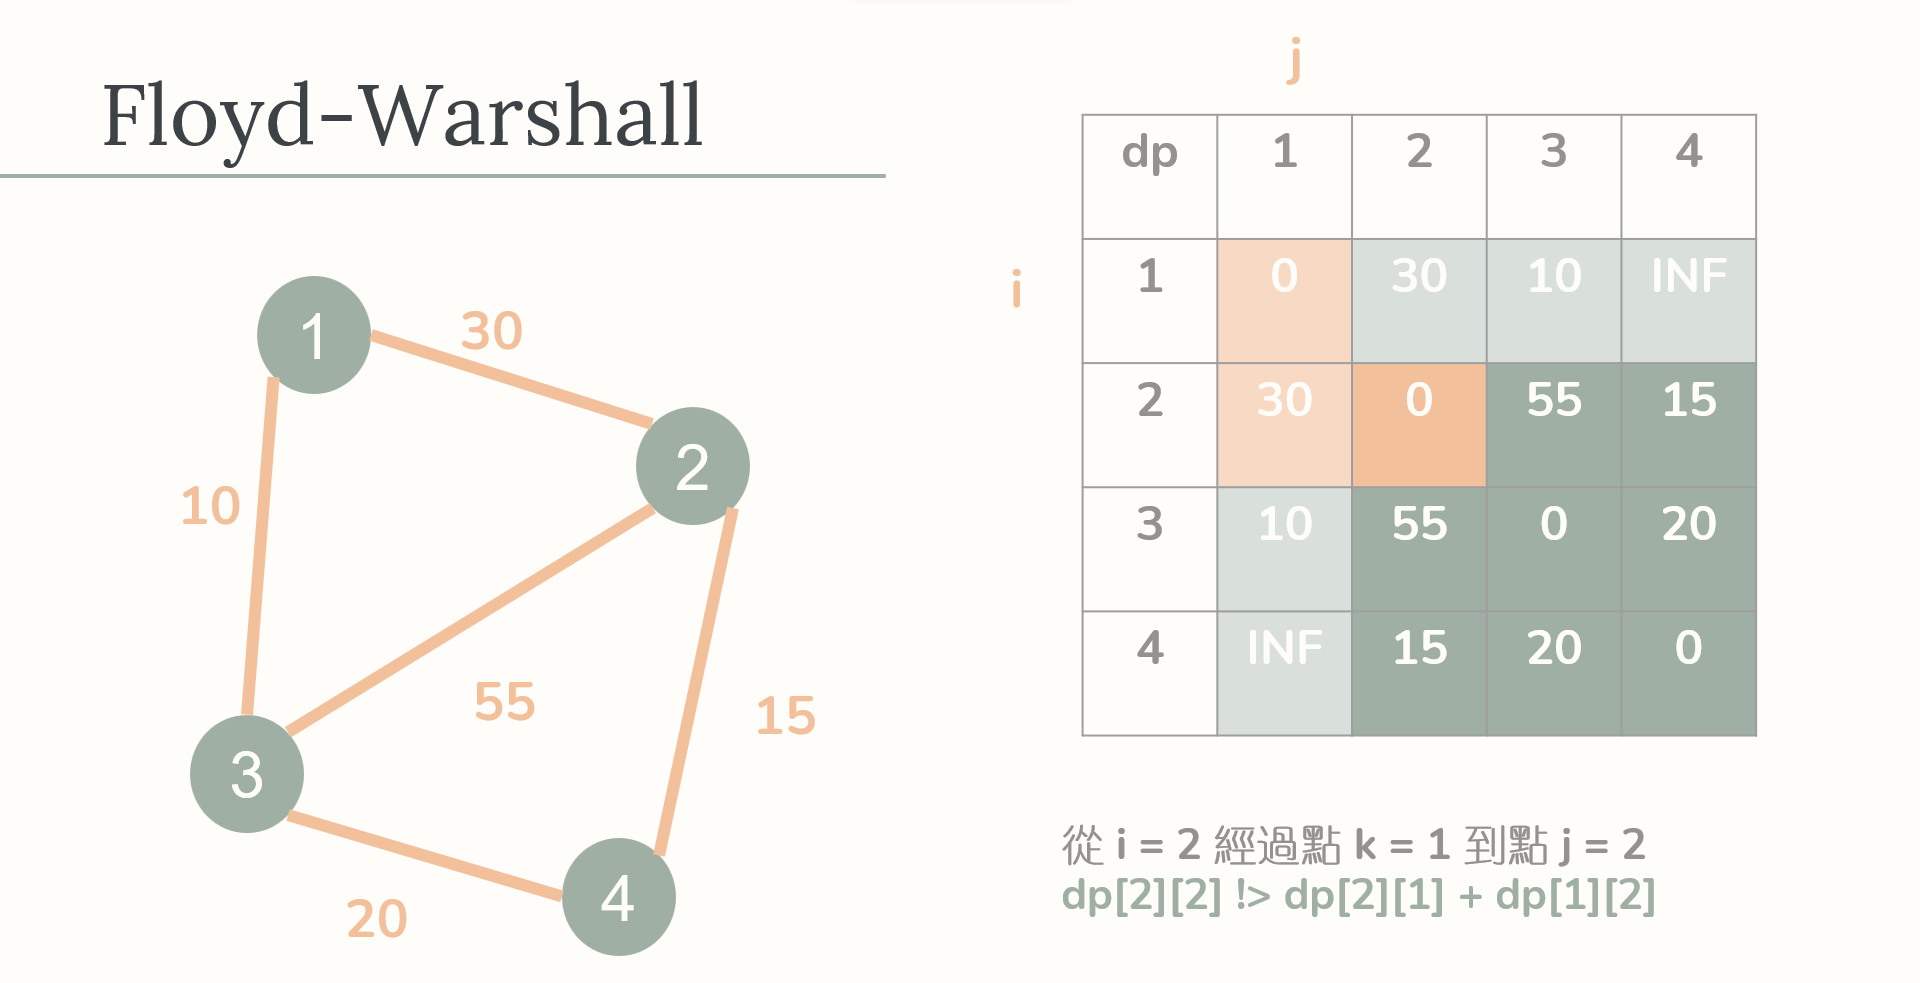 Floyd-Warshall
1
30
2
10
55
15
3
20
4
j
i
dp 1 2 3 4
1 0 30 10 INF
2 30 0 55 15
3 10 55 0 20
4 INF 15 20 0
從 i = 2 經過點 k = 1 到點 j = 2
dp[2][2] !> dp[2][1] + dp[1][2]